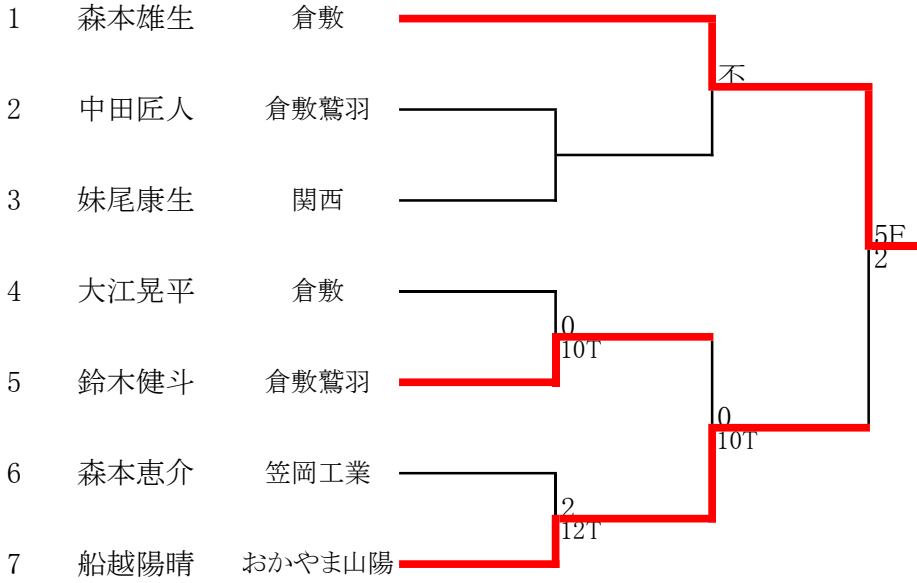 1 森本雄生 倉敷
不
2 中田匠人 倉敷鷲羽
3 妹尾康生 関西
5F
2
4 大江晃平 倉敷
0
10T
5 鈴木健斗 倉敷鷲羽
0
10T
6 森本恵介 笠岡工業
2
12T
7 船越陽晴 おかやま山陽